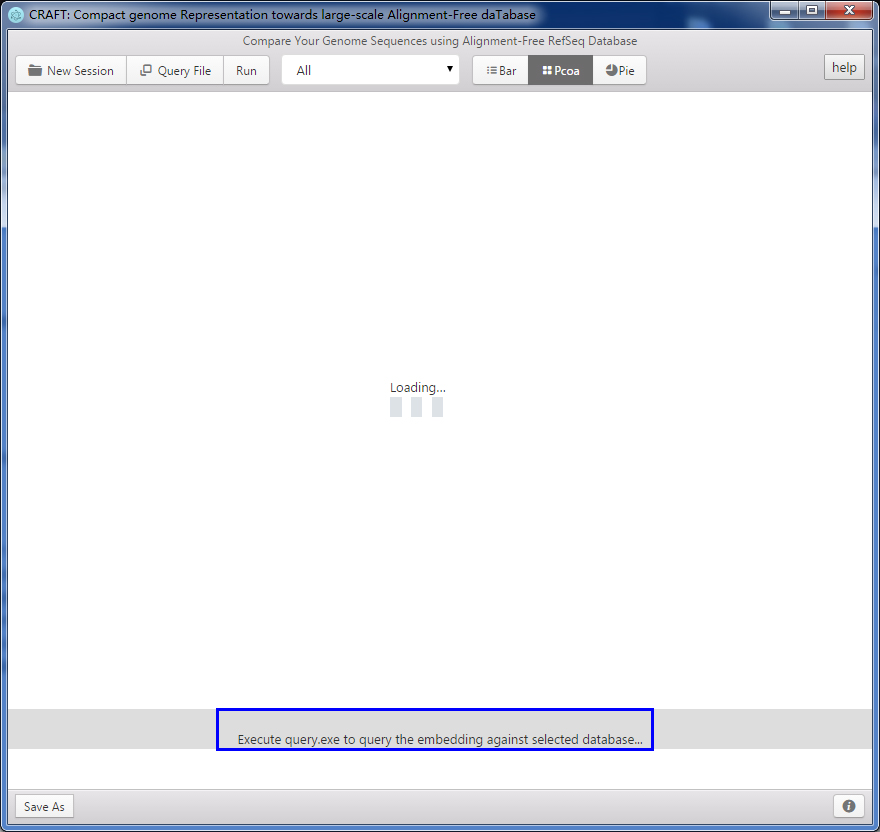 CRAFT: Compact genome Representation towards large-scale Alignment-Free daTabase
Compare Your Genome Sequences using Alignment-Free RefSeq Database
New Session Query File Run All Bar Pcoa Pie help
Loading...
Execute query.exe to query the embedding against selected database...
Save As